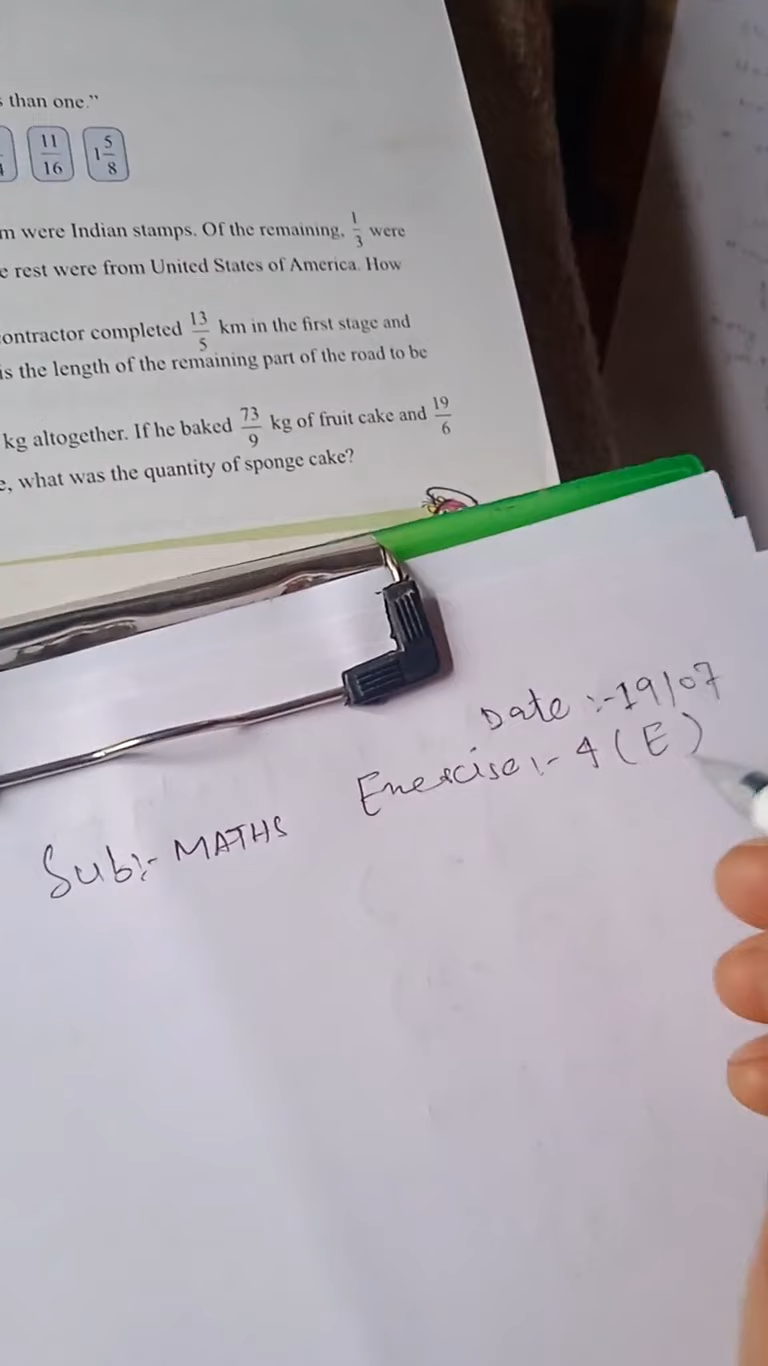 than one.”
11/16 1 5/8
were Indian stamps. Of the remaining, 1/3 were
rest were from United States of America. How
ontractor completed 13/5 km in the first stage and
is the length of the remaining part of the road to be
kg altogether. If he baked 73/9 kg of fruit cake and 19/6
, what was the quantity of sponge cake?
Date :- 19/07
Exercise :- 4 (E)
Sub:- MATHS